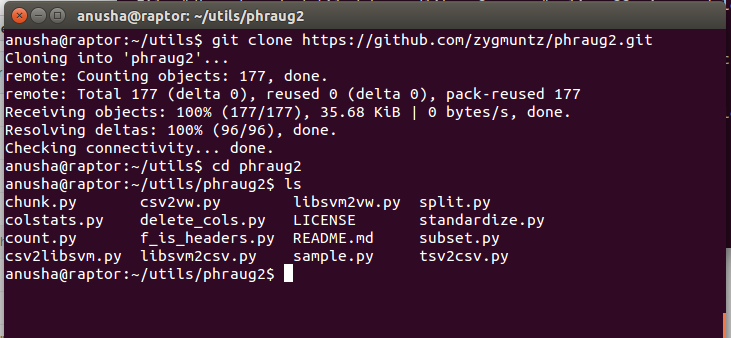 anusha@raptor: ~/utils/phraug2
anusha@raptor:~/utils$ git clone https://github.com/zygmuntz/phraug2.git
Cloning into 'phraug2'...
remote: Counting objects: 177, done.
remote: Total 177 (delta 0), reused 0 (delta 0), pack-reused 177
Receiving objects: 100% (177/177), 35.68 KiB | 0 bytes/s, done.
Resolving deltas: 100% (96/96), done.
Checking connectivity... done.
anusha@raptor:~/utils$ cd phraug2
anusha@raptor:~/utils/phraug2$ ls
chunk.py       csv2vw.py        libsvm2vw.py  split.py
colstats.py    delete_cols.py   LICENSE       standardize.py
count.py       f_is_headers.py  README.md     subset.py
csv2libsvm.py  libsvm2csv.py    sample.py     tsv2csv.py
anusha@raptor:~/utils/phraug2$